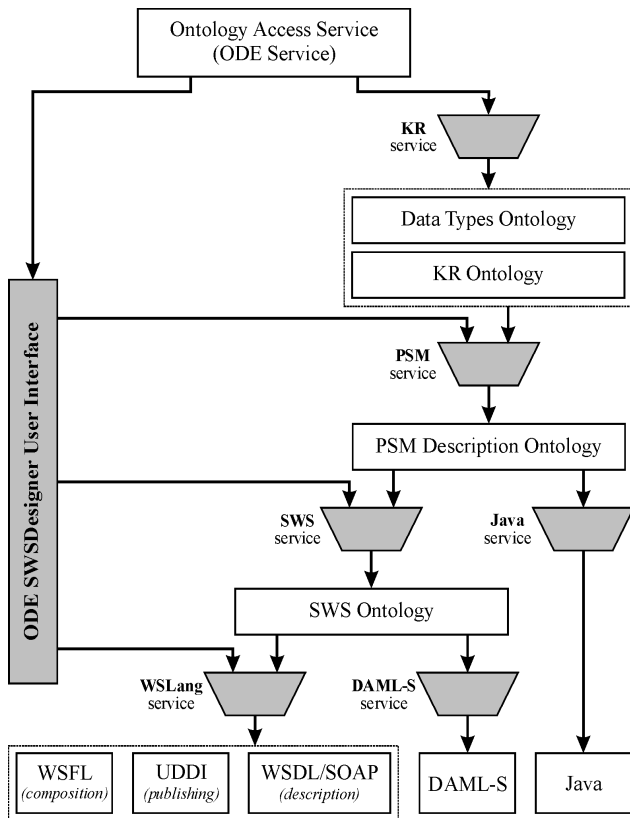 Ontology Access Service
(ODE Service)
KR
service
Data Types Ontology
KR Ontology
ODE SWSDesigner User Interface
PSM
service
PSM Description Ontology
SWS
service
Java
service
SWS Ontology
WSLang
service
DAML-S
service
WSFL
(composition)
UDDI
(publishing)
WSDL/SOAP
(description)
DAML-S
Java